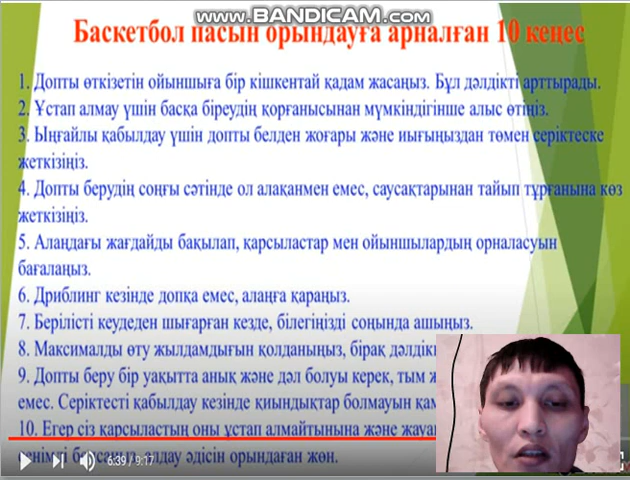 www.BANDICAM.com
Баскетбол пасын орындауға арналған 10 кеңес
1. Допты өткізетін ойыншыға бір кішкентай қадам жасаңыз. Бұл дәлдікті арттырады.
2. Ұстап алмау үшін басқа біреудің қорғанысынан мүмкіндігінше алыс өтіңіз.
3. Ыңғайлы қабылдау үшін допты белден жоғары және иығыңыздан төмен серіктеске
жеткізіңіз.
4. Допты берудің соңғы сәтінде ол алақанмен емес, саусақтарынан тайып тұрғанына көз
жеткізіңіз.
5. Алаңдағы жағдайды бақылап, қарсыластар мен ойыншылардың орналасуын
бағалаңыз.
6. Дриблинг кезінде допқа емес, алаңға қараңыз.
7. Берілісті кеудеден шығарған кезде, білегіңізді соңында ашыңыз.
8. Максималды өту жылдамдығын қолданыңыз, бірақ
9. Допты беру бір уақытта анық және дәл болуы керек, тым
емес. Серіктесті қабылдау кезінде қиындықтар болмауын
10. Егер сіз қарсыластың оны ұстап алмайтынына және
алдау әдісін орындаған жөн.
6:39 / 9:17